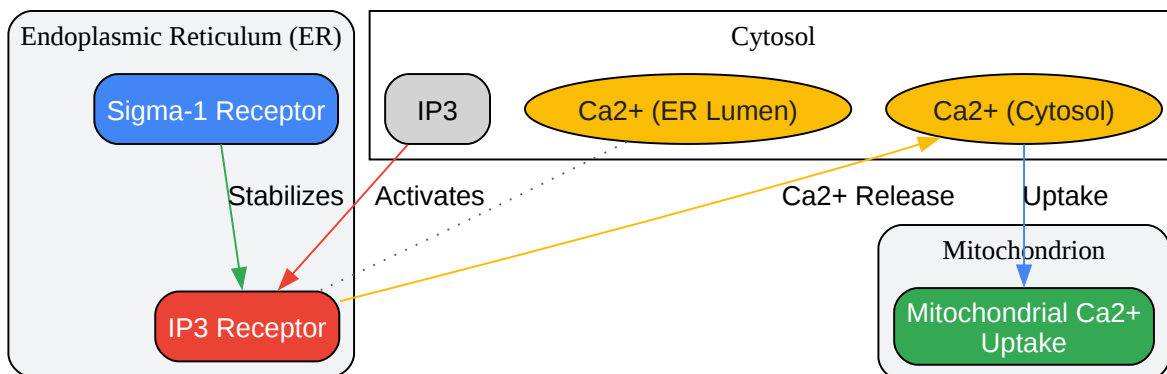 Endoplasmic Reticulum (ER)
Cytosol
Sigma-1 Receptor
IP3
Ca2+ (ER Lumen)
Ca2+ (Cytosol)
Stabilizes
Activates
Ca2+ Release
Uptake
Mitochondrion
IP3 Receptor
Mitochondrial Ca2+
Uptake